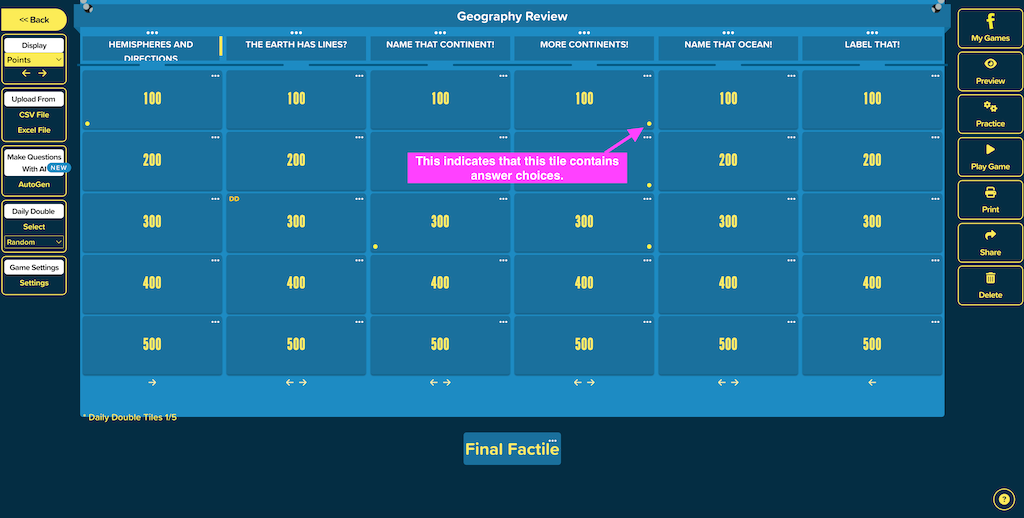 << Back
Display
Points
Upload From
CSV File
Excel File
Make Questions
With AI
NEW
AutoGen
Daily Double
Select
Random
Game Settings
Settings
Geography Review
HEMISPHERES AND
DIRECTIONS
THE EARTH HAS LINES?
NAME THAT CONTINENT!
MORE CONTINENTS!
NAME THAT OCEAN!
LABEL THAT!
100 100 100 100 100 100
200 200 200 200
This indicates that this tile contains
answer choices.
DD
300 300 300 300 300 300
400 400 400 400 400 400
500 500 500 500 500 500
* Daily Double Tiles 1/5
Final Factile
My Games
Preview
Practice
Play Game
Print
Share
Delete
?